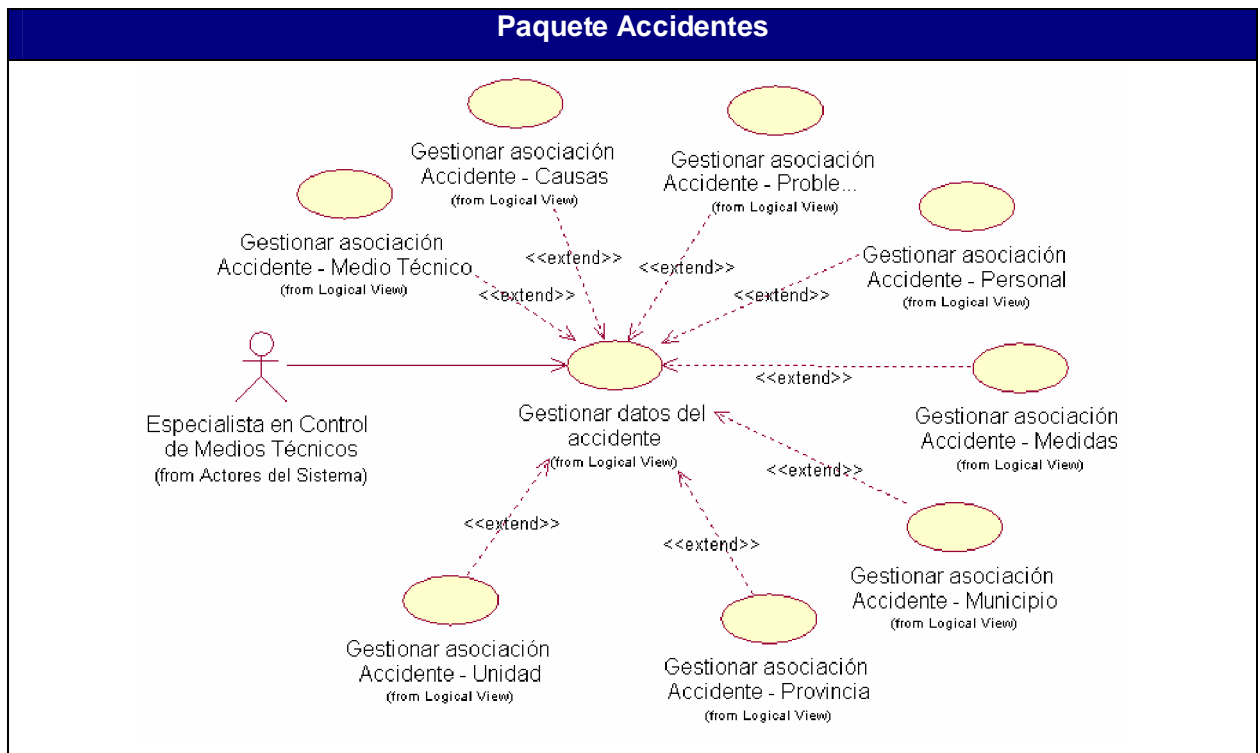 Paquete Accidentes
Gestionar asociación
Accidente - Causas
(from Logical View)
Gestionar asociación
Accidente - Proble...
(from Logical View)
Gestionar asociación
Accidente - Medio Técnico
(from Logical View)
Gestionar asociación
Accidente - Personal
(from Logical View)
<<extend>>
<<extend>>
<<extend>>
<<extend>>
Especialista en Control
de Medios Técnicos
(from Actores del Sistema)
Gestionar datos del
accidente
(from Logical View)
<<extend>>
Gestionar asociación
Accidente - Medidas
(from Logical View)
<<extend>>
<<extend>>
<<extend>>
Gestionar asociación
Accidente - Municipio
(from Logical View)
Gestionar asociación
Accidente - Unidad
(from Logical View)
Gestionar asociación
Accidente - Provincia
(from Logical View)